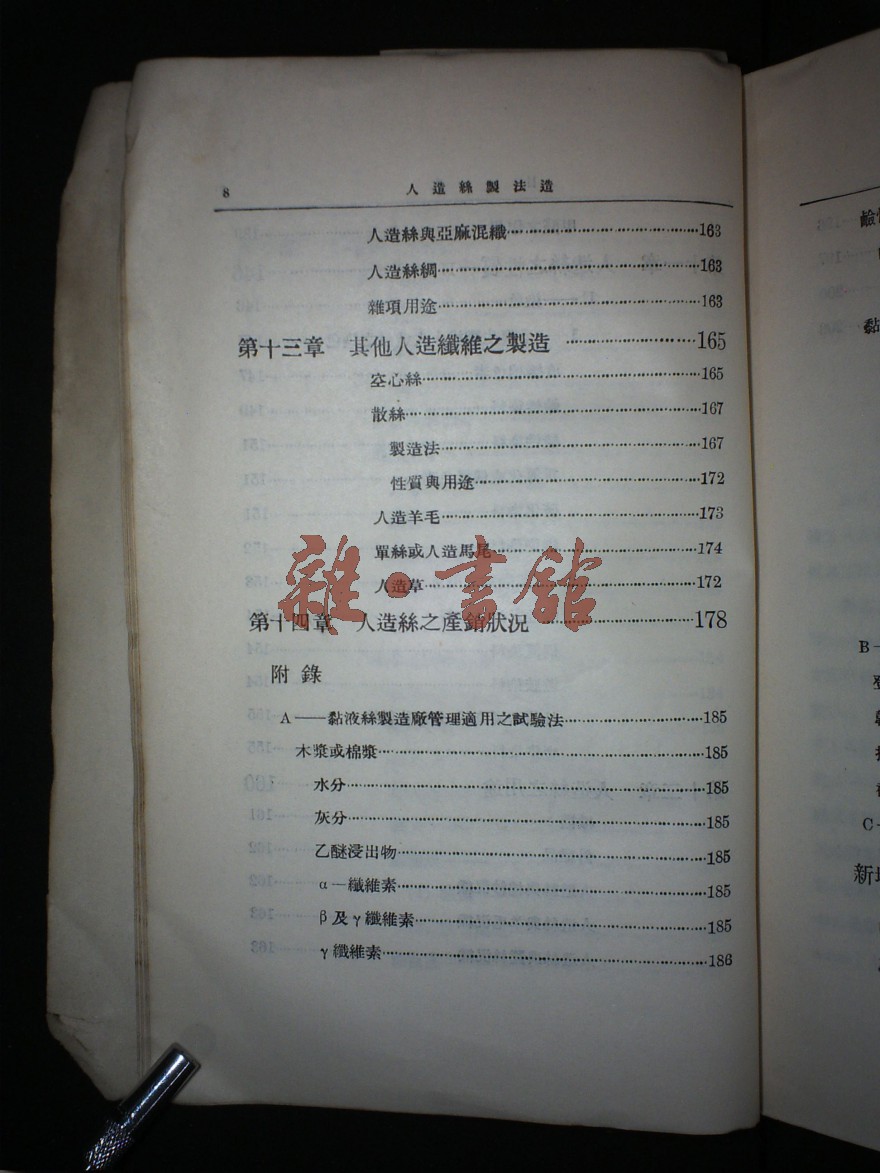 8 人造絲製法造
人造絲與亞麻混織 163
人造絲綢 163
雜項用途 163
第十三章 其他人造纖維之製造 165
空心絲 165
散絲 167
製造法 167
性質與用途 172
人造羊毛 173
單絲或人造馬尾 174
人造草 172
雜·書館
第十四章 人造絲之產銷狀況 178
附錄
A——黏液絲製造廠管理適用之試驗法 185
木漿或棉漿 185
水分 185
灰分 185
乙醚浸出物 185
α—纖維素 185
β及γ纖維素 185
γ纖維素 186
黏
B—
C—